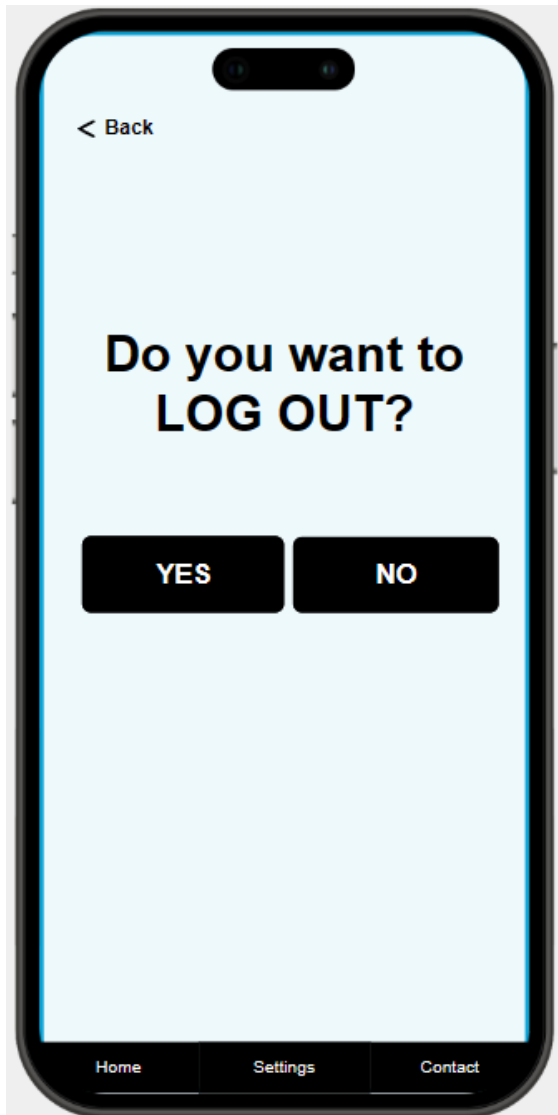 < Back
Do you want to
LOG OUT?
YES NO
Home Settings Contact